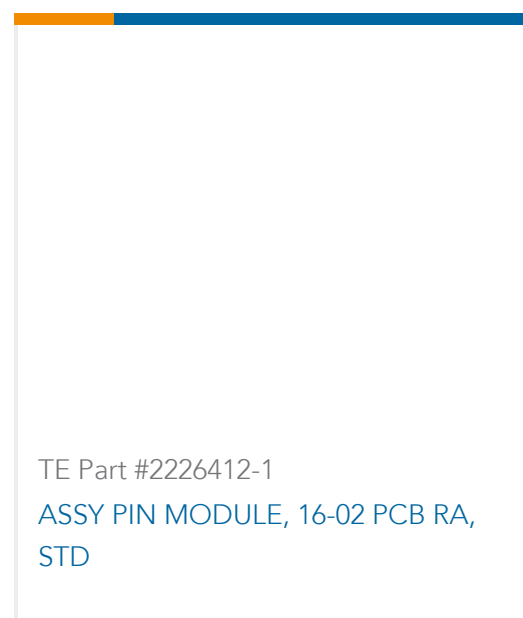 TE Part #2226412-1
ASSY PIN MODULE, 16-02 PCB RA,
STD